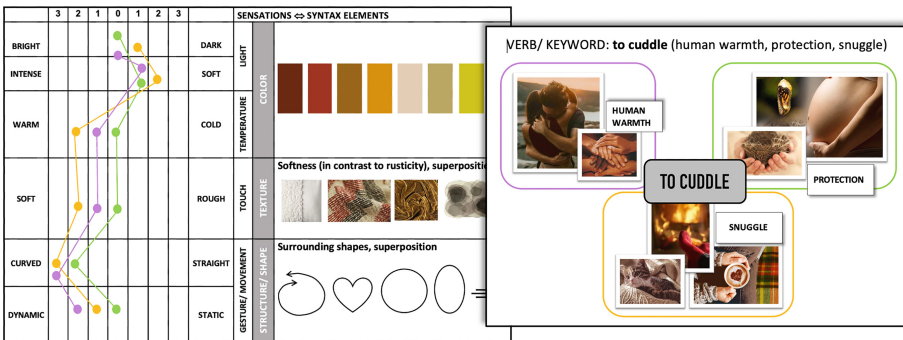 3 2 1 0 1 2 3
SENSATIONS ⇔ SYNTAX ELEMENTS
BRIGHT
DARK
LIGHT
INTENSE
SOFT
COLOR
WARM
COLD
TEMPERATURE
Softness (in contrast to rusticity), superpositio
SOFT
ROUGH
TOUCH
TEXTURE
Surrounding shapes, superposition
CURVED
STRAIGHT
GESTURE/ MOVEMENT
STRUCTURE/ SHAPE
DYNAMIC
STATIC
VERB/ KEYWORD: to cuddle (human warmth, protection, snuggle)
HUMAN
WARMTH
PROTECTION
TO CUDDLE
SNUGGLE